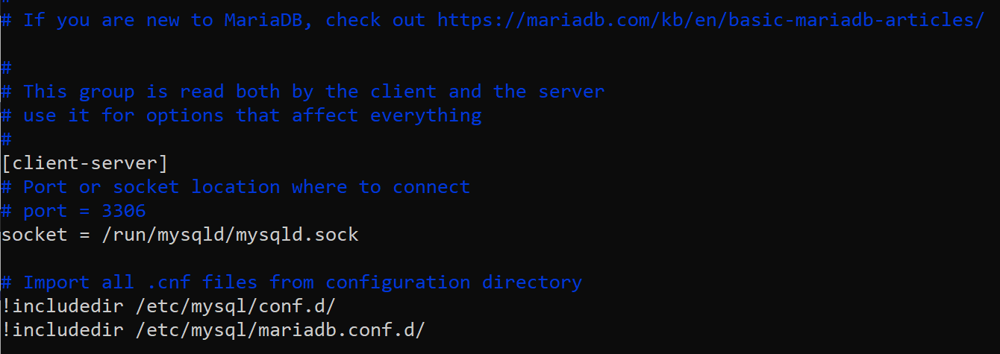 #
# If you are new to MariaDB, check out https://mariadb.com/kb/en/basic-mariadb-articles/
#
# This group is read both by the client and the server
# use it for options that affect everything
#
[client-server]
# Port or socket location where to connect
# port = 3306
socket = /run/mysqld/mysqld.sock
# Import all .cnf files from configuration directory
!includedir /etc/mysql/conf.d/
!includedir /etc/mysql/mariadb.conf.d/